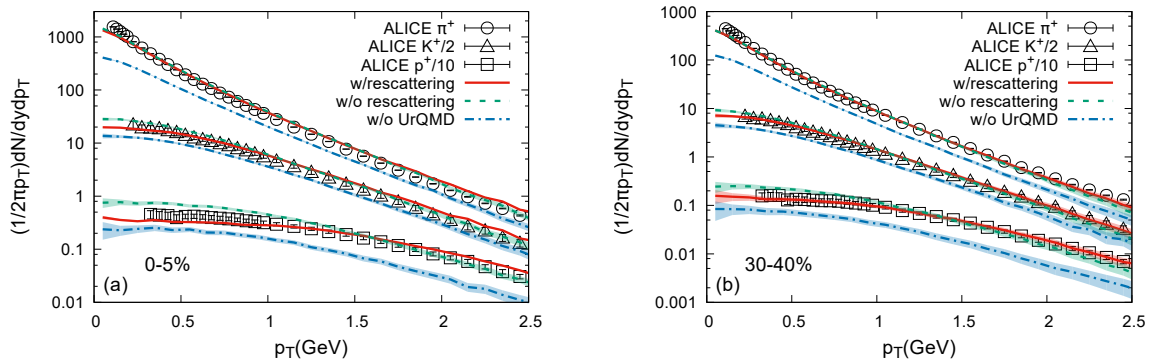 (1/2πp_T)dN/dydp_T
1000
100
10
1
0.1
0.01
ALICE π⁺
ALICE K⁺/2
ALICE p⁺/10
w/rescattering
w/o rescattering
w/o UrQMD
(a)
0-5%
0
0.5
1
1.5
2
2.5
p_T(GeV)
(1/2πp_T)dN/dydp_T
1000
100
10
1
0.1
0.01
0.001
ALICE π⁺
ALICE K⁺/2
ALICE p⁺/10
w/rescattering
w/o rescattering
w/o UrQMD
(b)
30-40%
0
0.5
1
1.5
2
2.5
p_T(GeV)